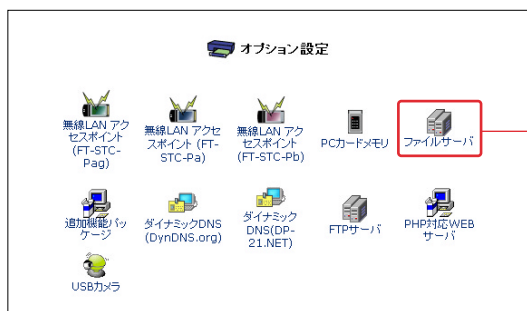 オプション設定
無線LAN アク
セスポイント
(FT-STC-
Pag)
無線LAN アクセ
スポイント (FT-
STC-Pa)
無線LAN アク
セスポイント
(FT-STC-Pb)
PCカードメモリ
ファイルサーバ
追加機能パッ
ケージ
ダイナミックDNS
(DynDNS.org)
ダイナミック
DNS(DP-
21.NET)
FTPサーバ
PHP対応WEB
サーバ
USBカメラ